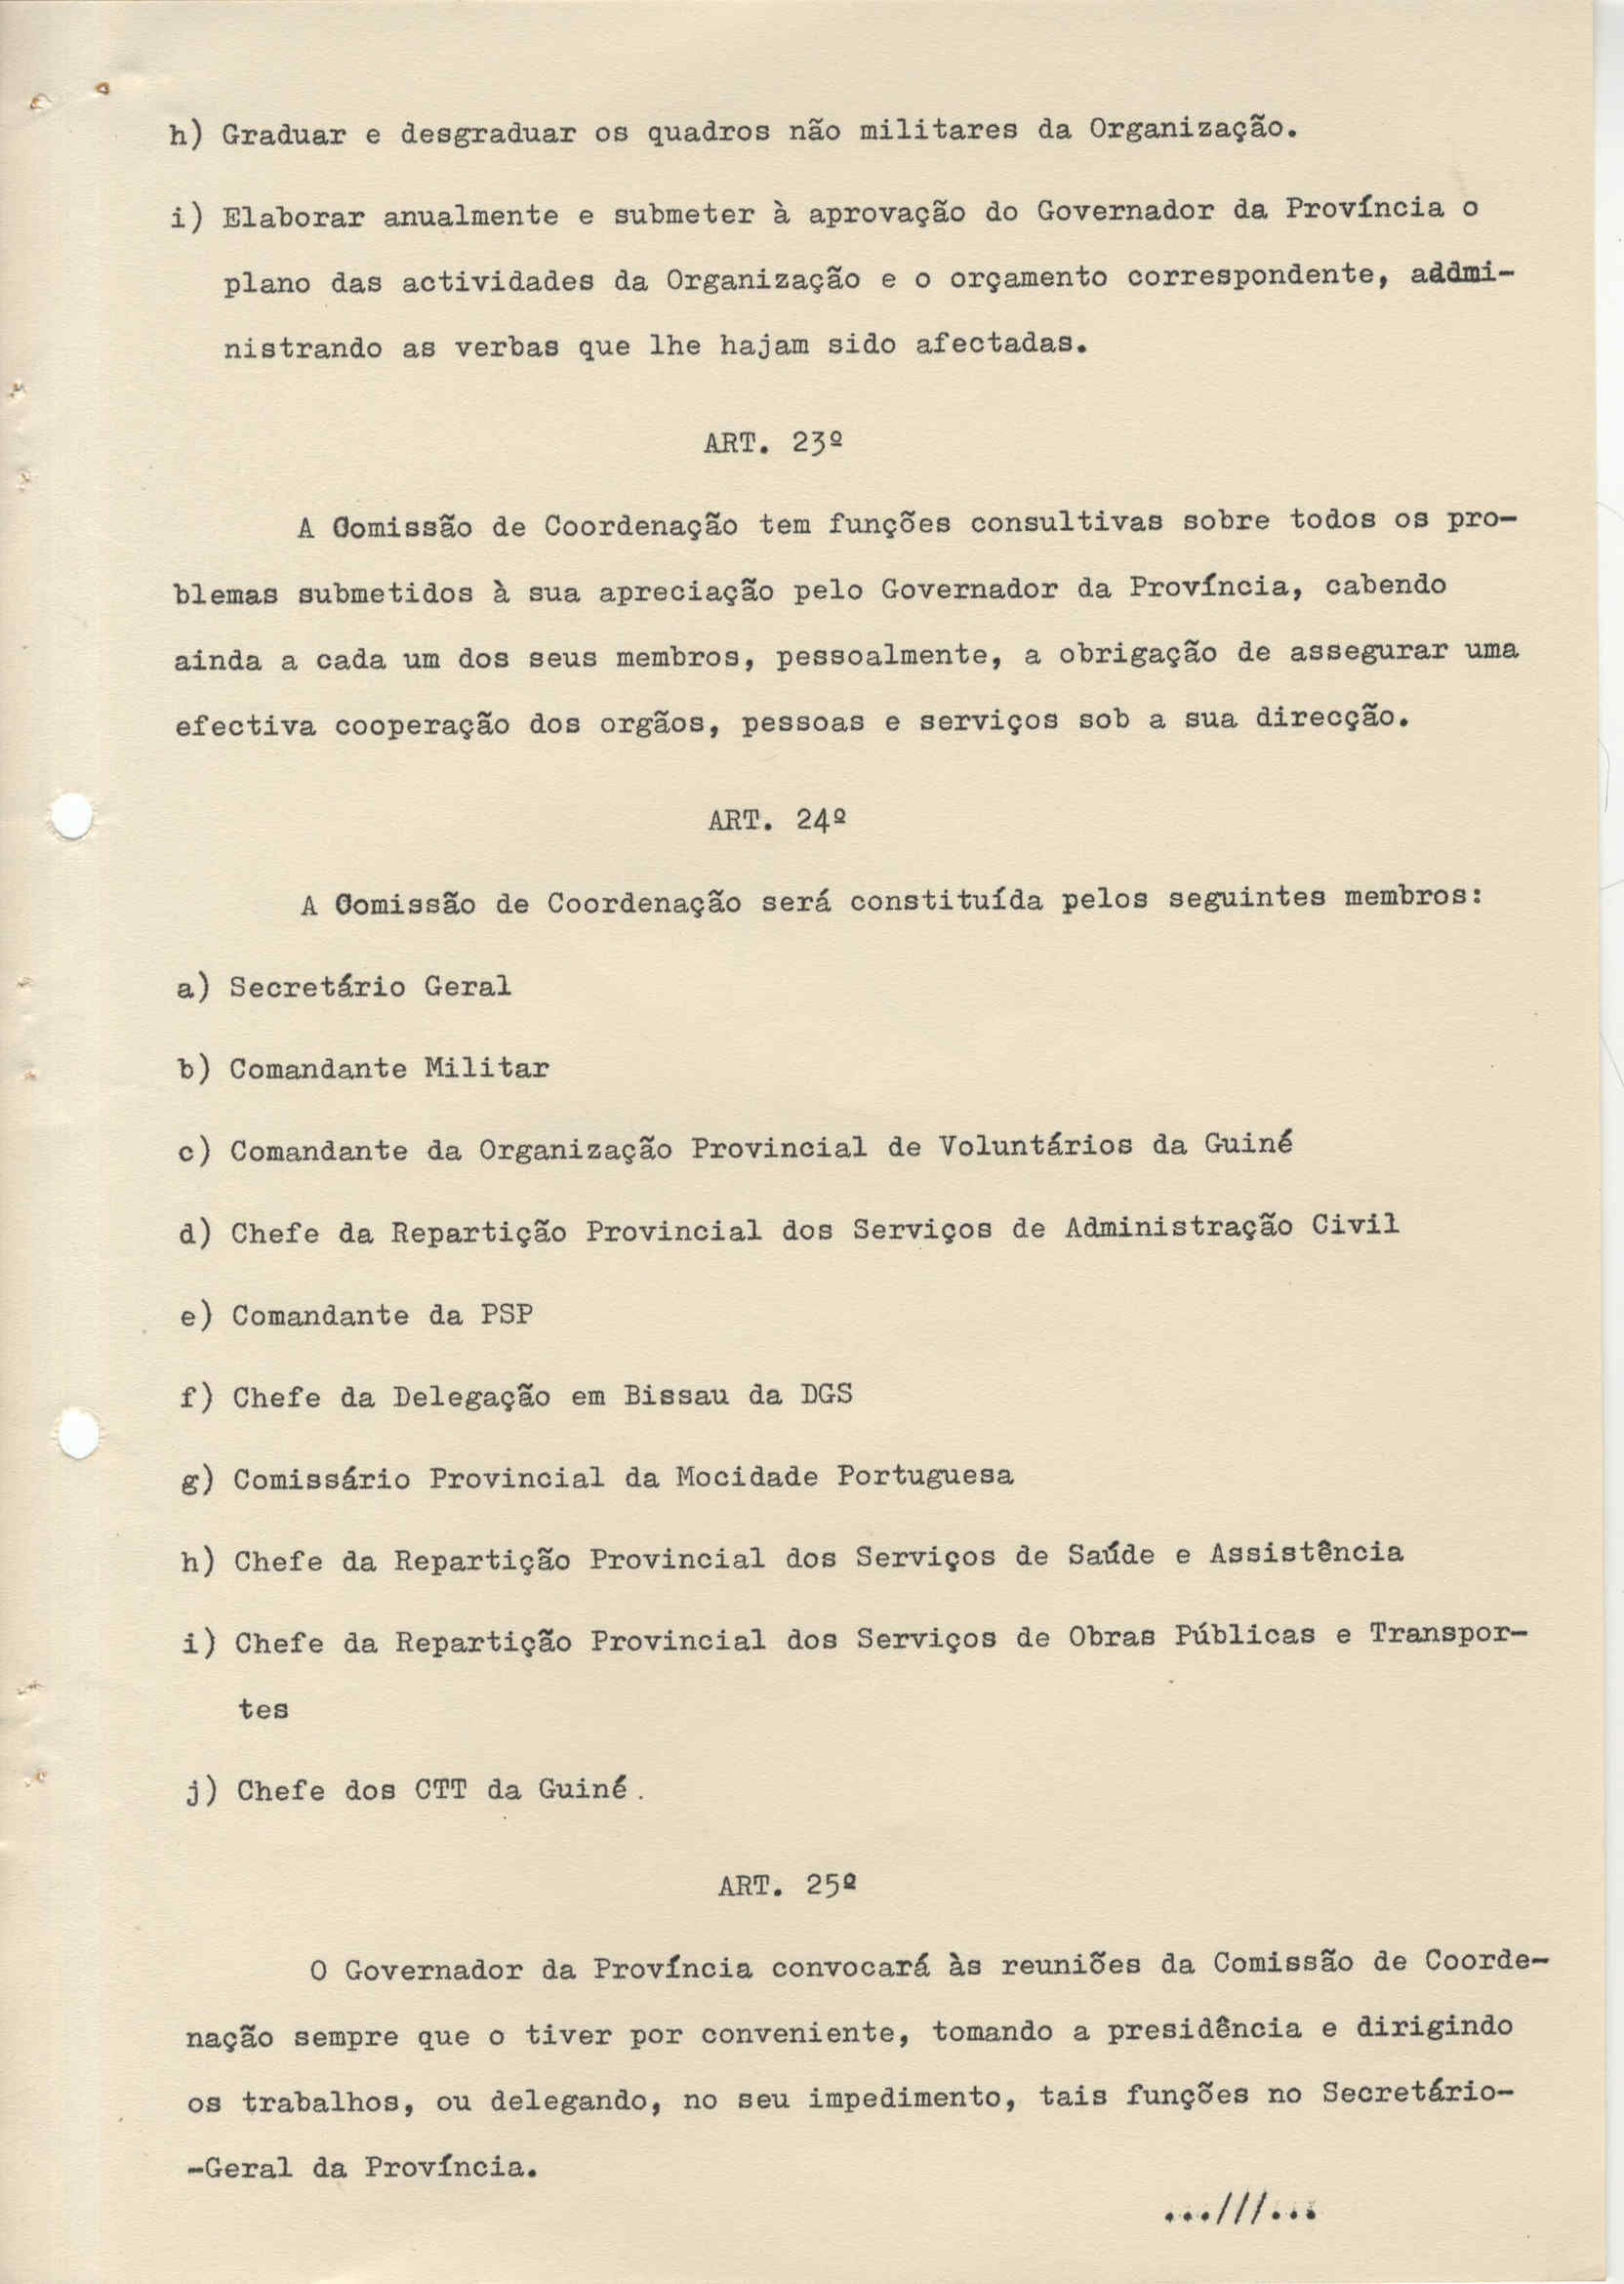 h) Graduar e desgraduar os quadros não militares da Organização.
i) Elaborar anualmente e submeter à aprovação do Governador da Província o
plano das actividades da Organização e o orçamento correspondente, addmi-
nistrando as verbas que lhe hajam sido afectadas.
ART. 23º
A Comissão de Coordenação tem funções consultivas sobre todos os pro-
blemas submetidos à sua apreciação pelo Governador da Província, cabendo
ainda a cada um dos seus membros, pessoalmente, a obrigação de assegurar uma
efectiva cooperação dos orgãos, pessoas e serviços sob a sua direcção.
ART. 24º
A Comissão de Coordenação será constituída pelos seguintes membros:
a) Secretário Geral
b) Comandante Militar
c) Comandante da Organização Provincial de Voluntários da Guiné
d) Chefe da Repartição Provincial dos Serviços de Administração Civil
e) Comandante da PSP
f) Chefe da Delegação em Bissau da DGS
g) Comissário Provincial da Mocidade Portuguesa
h) Chefe da Repartição Provincial dos Serviços de Saúde e Assistência
i) Chefe da Repartição Provincial dos Serviços de Obras Públicas e Transpor-
tes
j) Chefe dos CTT da Guiné.
ART. 25º
O Governador da Província convocará às reuniões da Comissão de Coorde-
nação sempre que o tiver por conveniente, tomando a presidência e dirigindo
os trabalhos, ou delegando, no seu impedimento, tais funções no Secretário-
-Geral da Província.
...///...